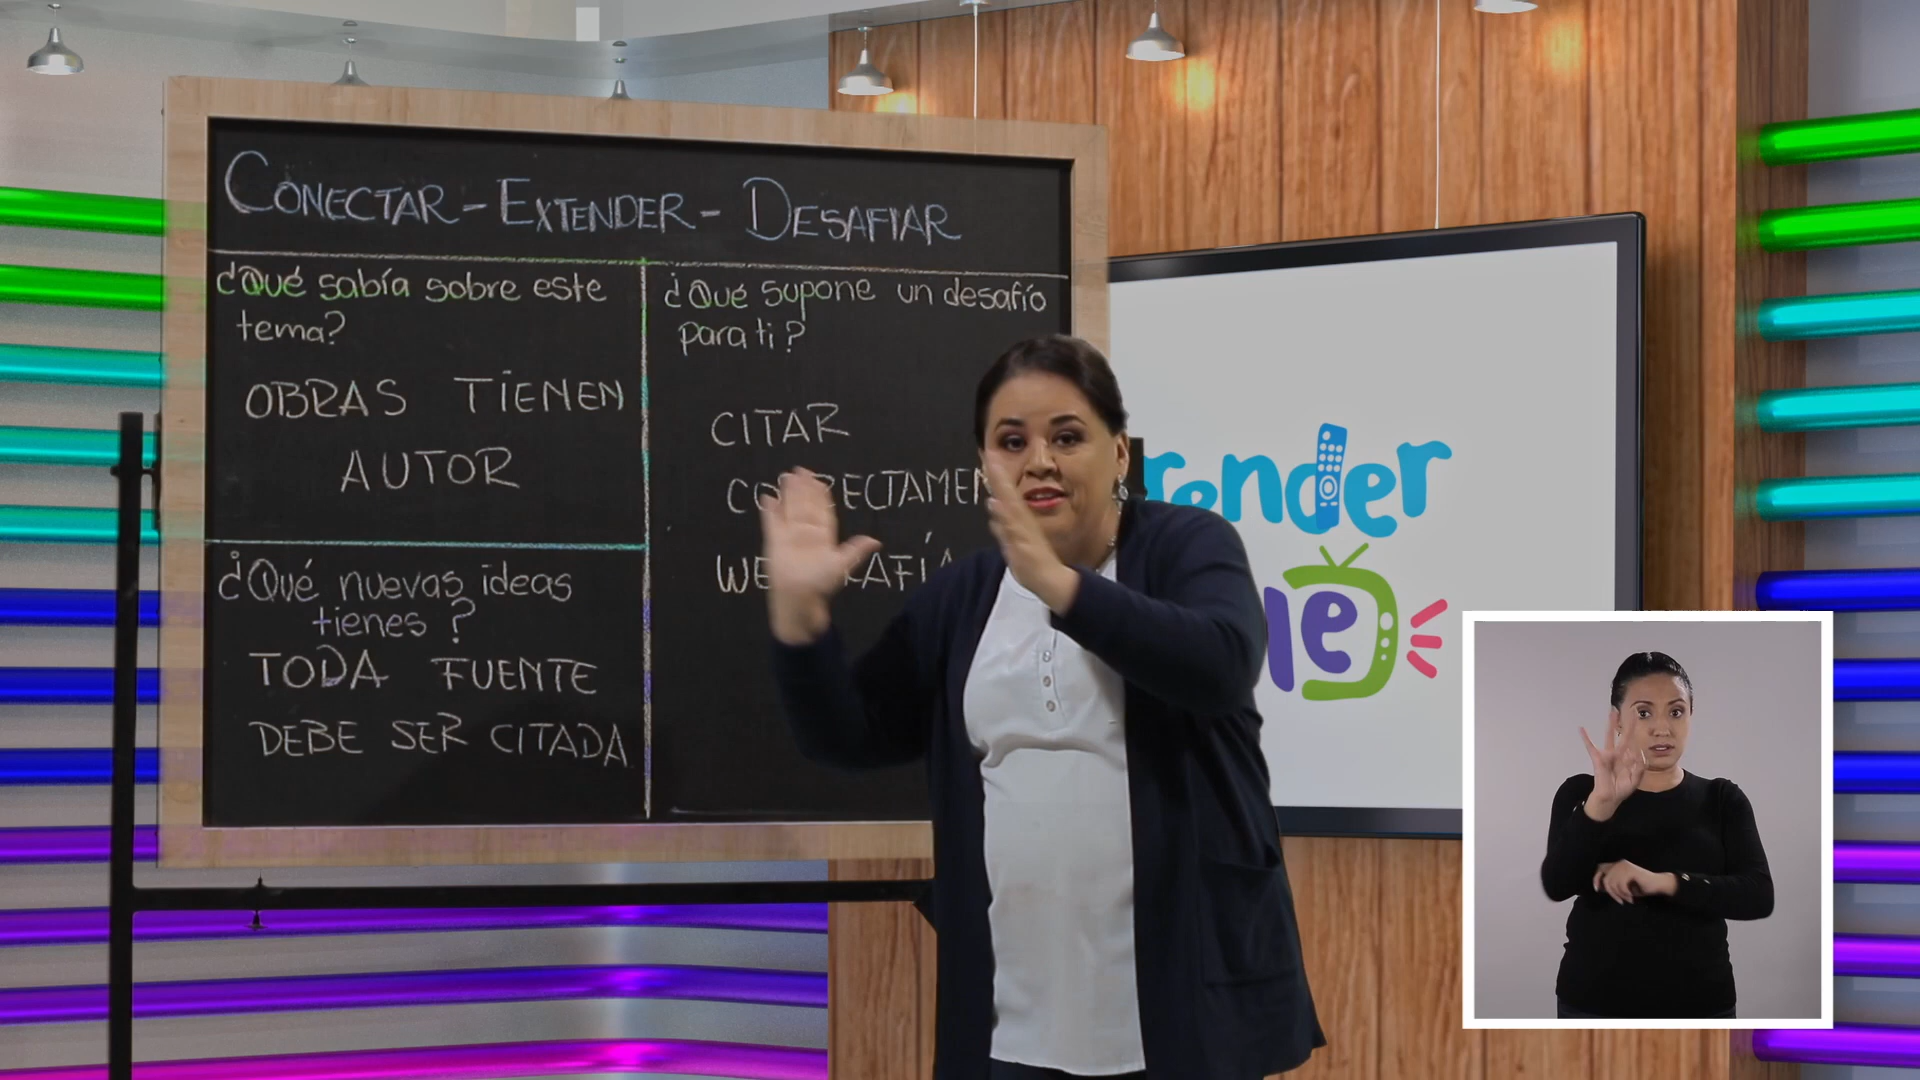 CONECTAR - EXTENDER - DESAFIAR
¿Qué sabía sobre este
tema?
OBRAS TIENEN
AUTOR
¿Qué nuevas ideas
tienes?
TODA FUENTE
DEBE SER CITADA
¿Qué supone un desafío
para ti?
CITAR